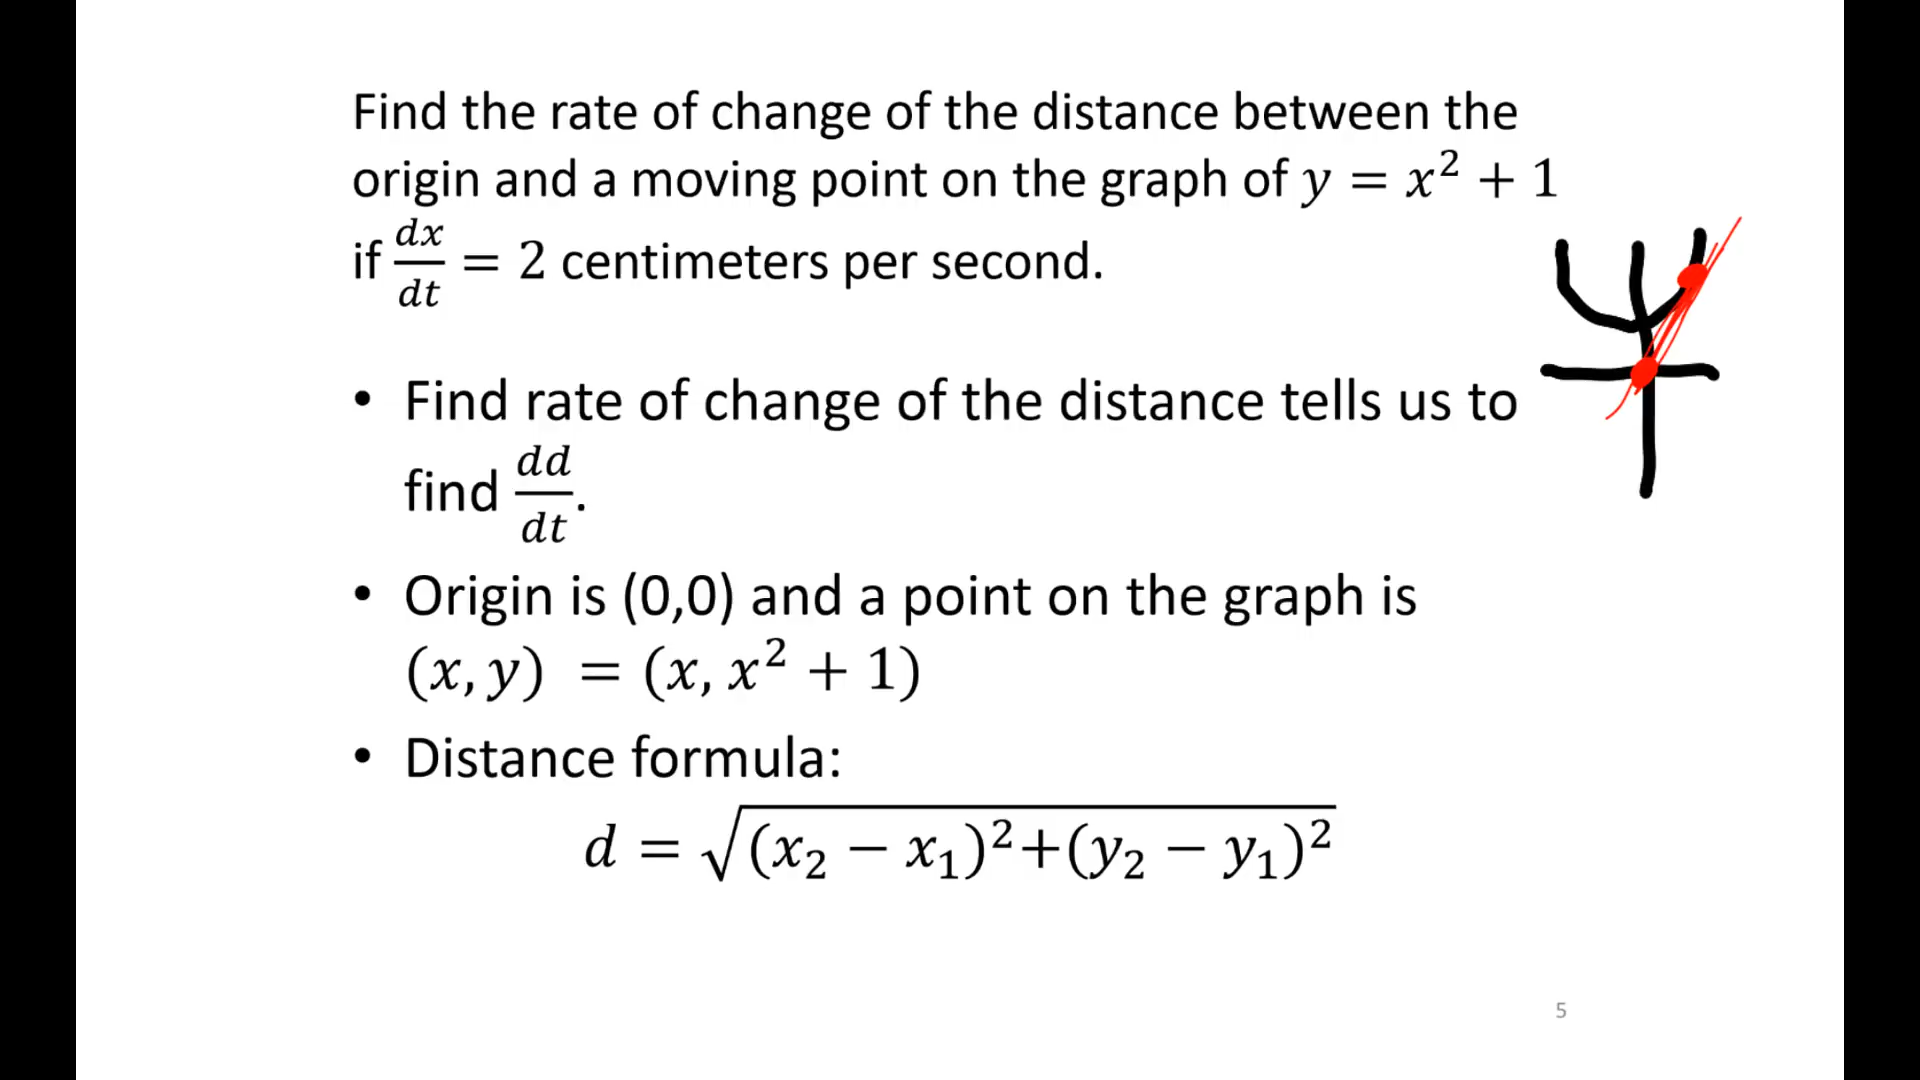 Find the rate of change of the distance between the
origin and a moving point on the graph of y = x² + 1
if dx/dt = 2 centimeters per second.
• Find rate of change of the distance tells us to
find dd/dt.
• Origin is (0,0) and a point on the graph is
(x, y) = (x, x² + 1)
• Distance formula:
d = √((x₂ − x₁)²+(y₂ − y₁)²)
5